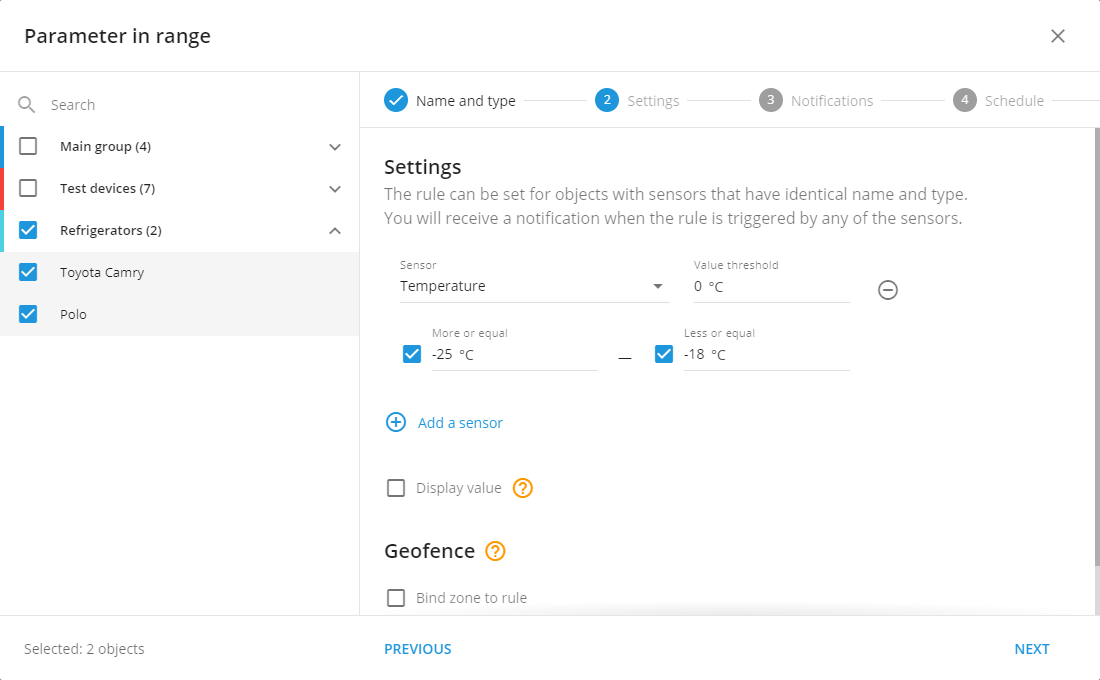 Parameter in range
Search
Main group (4)
Test devices (7)
Refrigerators (2)
Toyota Camry
Polo
Name and type
2 Settings
3 Notifications
4 Schedule
Settings
The rule can be set for objects with sensors that have identical name and type.
You will receive a notification when the rule is triggered by any of the sensors.
Sensor
Temperature
Value threshold
0 °C
More or equal
-25 °C
—
Less or equal
-18 °C
Add a sensor
Display value ?
Geofence ?
Bind zone to rule
Selected: 2 objects
PREVIOUS
NEXT